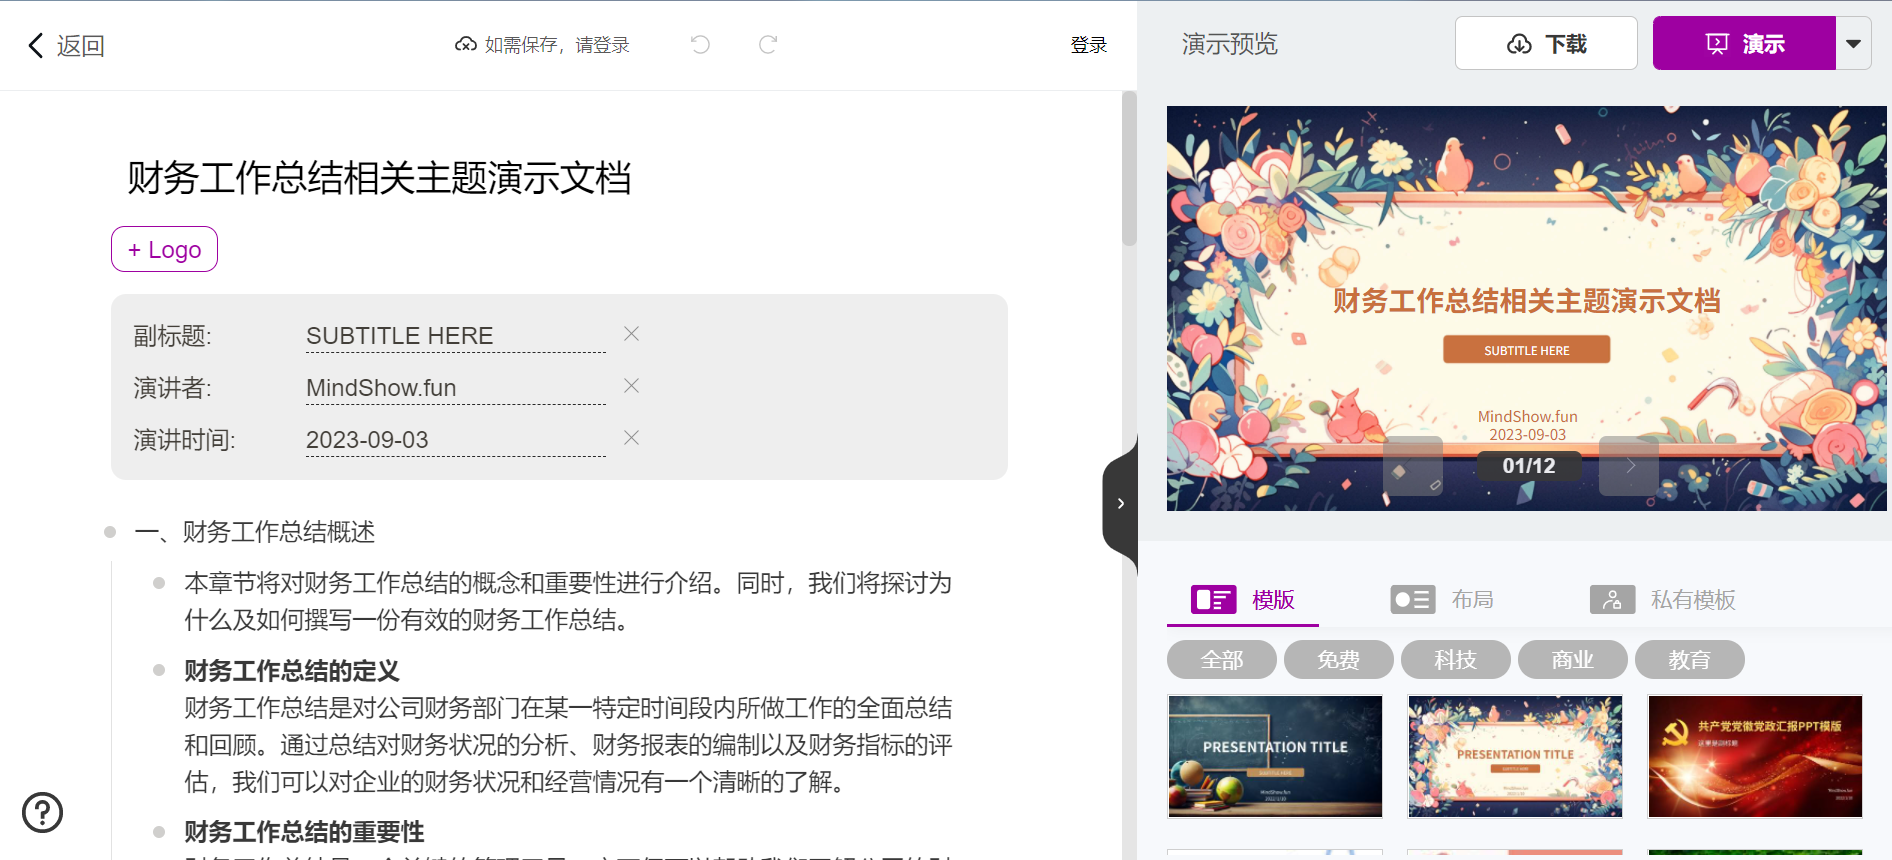 返回
如需保存，请登录
登录
财务工作总结相关主题演示文档
+ Logo
副标题: SUBTITLE HERE
演讲者: MindShow.fun
演讲时间: 2023-09-03
一、财务工作总结概述
本章节将对财务工作总结的概念和重要性进行介绍。同时，我们将探讨为
什么及如何撰写一份有效的财务工作总结。
财务工作总结的定义
财务工作总结是对公司财务部门在某一特定时间段内所做工作的全面总结
和回顾。通过总结对财务状况的分析、财务报表的编制以及财务指标的评
估，我们可以对企业的财务状况和经营情况有一个清晰的了解。
财务工作总结的重要性
演示预览
下载
演示
财务工作总结相关主题演示文档
SUBTITLE HERE
MindShow.fun
2023-09-03
01/12
模版
布局
私有模板
全部 免费 科技 商业 教育
PRESENTATION TITLE
SUBTITLE HERE
MindShow.fun
PRESENTATION TITLE
共产党党徽党政汇报PPT模版